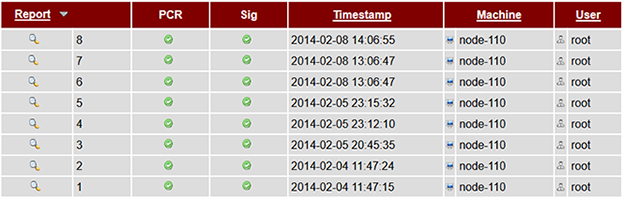 Report PCR Sig Timestamp Machine User
8 2014-02-08 14:06:55 node-110 root
7 2014-02-08 13:06:47 node-110 root
6 2014-02-08 13:06:47 node-110 root
5 2014-02-05 23:15:32 node-110 root
4 2014-02-05 23:12:10 node-110 root
3 2014-02-05 20:45:35 node-110 root
2 2014-02-04 11:47:24 node-110 root
1 2014-02-04 11:47:15 node-110 root